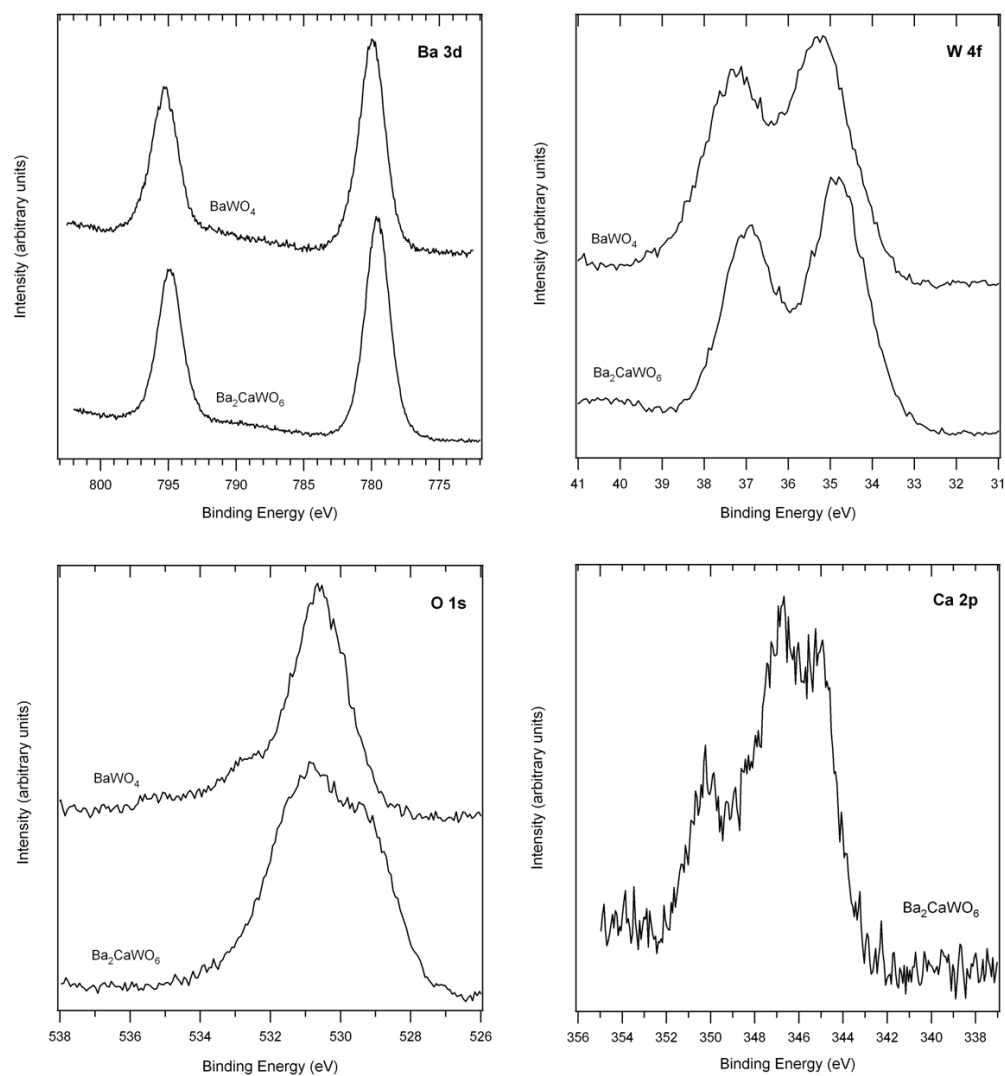 Ba 3d
Intensity (arbitrary units)
BaWO₄
Ba₂CaWO₆
800 795 790 785 780 775
Binding Energy (eV)
W 4f
Intensity (arbitrary units)
BaWO₄
Ba₂CaWO₆
41 40 39 38 37 36 35 34 33 32 31
Binding Energy (eV)
O 1s
Intensity (arbitrary units)
BaWO₄
Ba₂CaWO₆
538 536 534 532 530 528 526
Binding Energy (eV)
Ca 2p
Intensity (arbitrary units)
Ba₂CaWO₆
356 354 352 350 348 346 344 342 340 338
Binding Energy (eV)